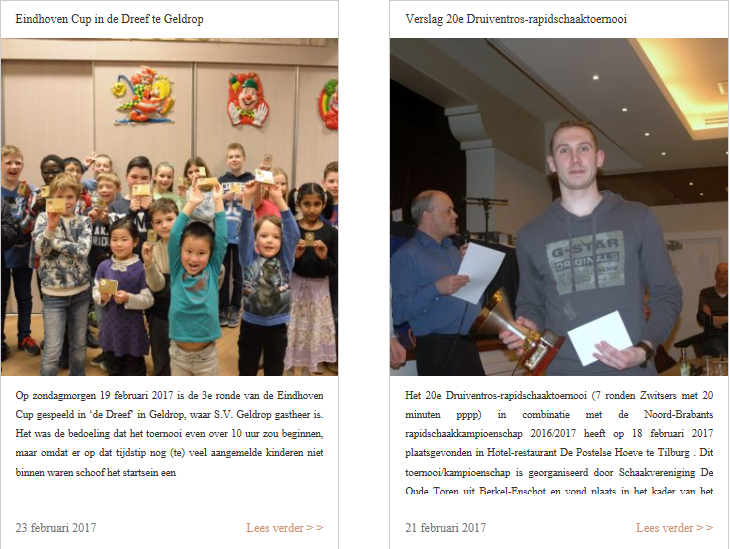 Eindhoven Cup in de Dreef te Geldrop
Op zondagmorgen 19 februari 2017 is de 3e ronde van de Eindhoven
Cup gespeeld in ‘de Dreef’ in Geldrop, waar S.V. Geldrop gastheer is.
Het was de bedoeling dat het toernooi even over 10 uur zou beginnen,
maar omdat er op dat tijdstip nog (te) veel aangemelde kinderen niet
binnen waren schoof het startsein een
23 februari 2017
Lees verder > >
Verslag 20e Druiventros-rapidschaaktoernooi
G-STAR
ORIGINALS
Het 20e Druiventros-rapidschaaktoernooi (7 ronden Zwitsers met 20
minuten pppp) in combinatie met de Noord-Brabants
rapidschaakkampioenschap 2016/2017 heeft op 18 februari 2017
plaatsgevonden in Hotel-restaurant De Postelse Hoeve te Tilburg . Dit
toernooi/kampioenschap is georganiseerd door Schaakvereniging De
Oude Toren uit Berkel-Enschot en vond plaats in het kader van het
21 februari 2017
Lees verder > >